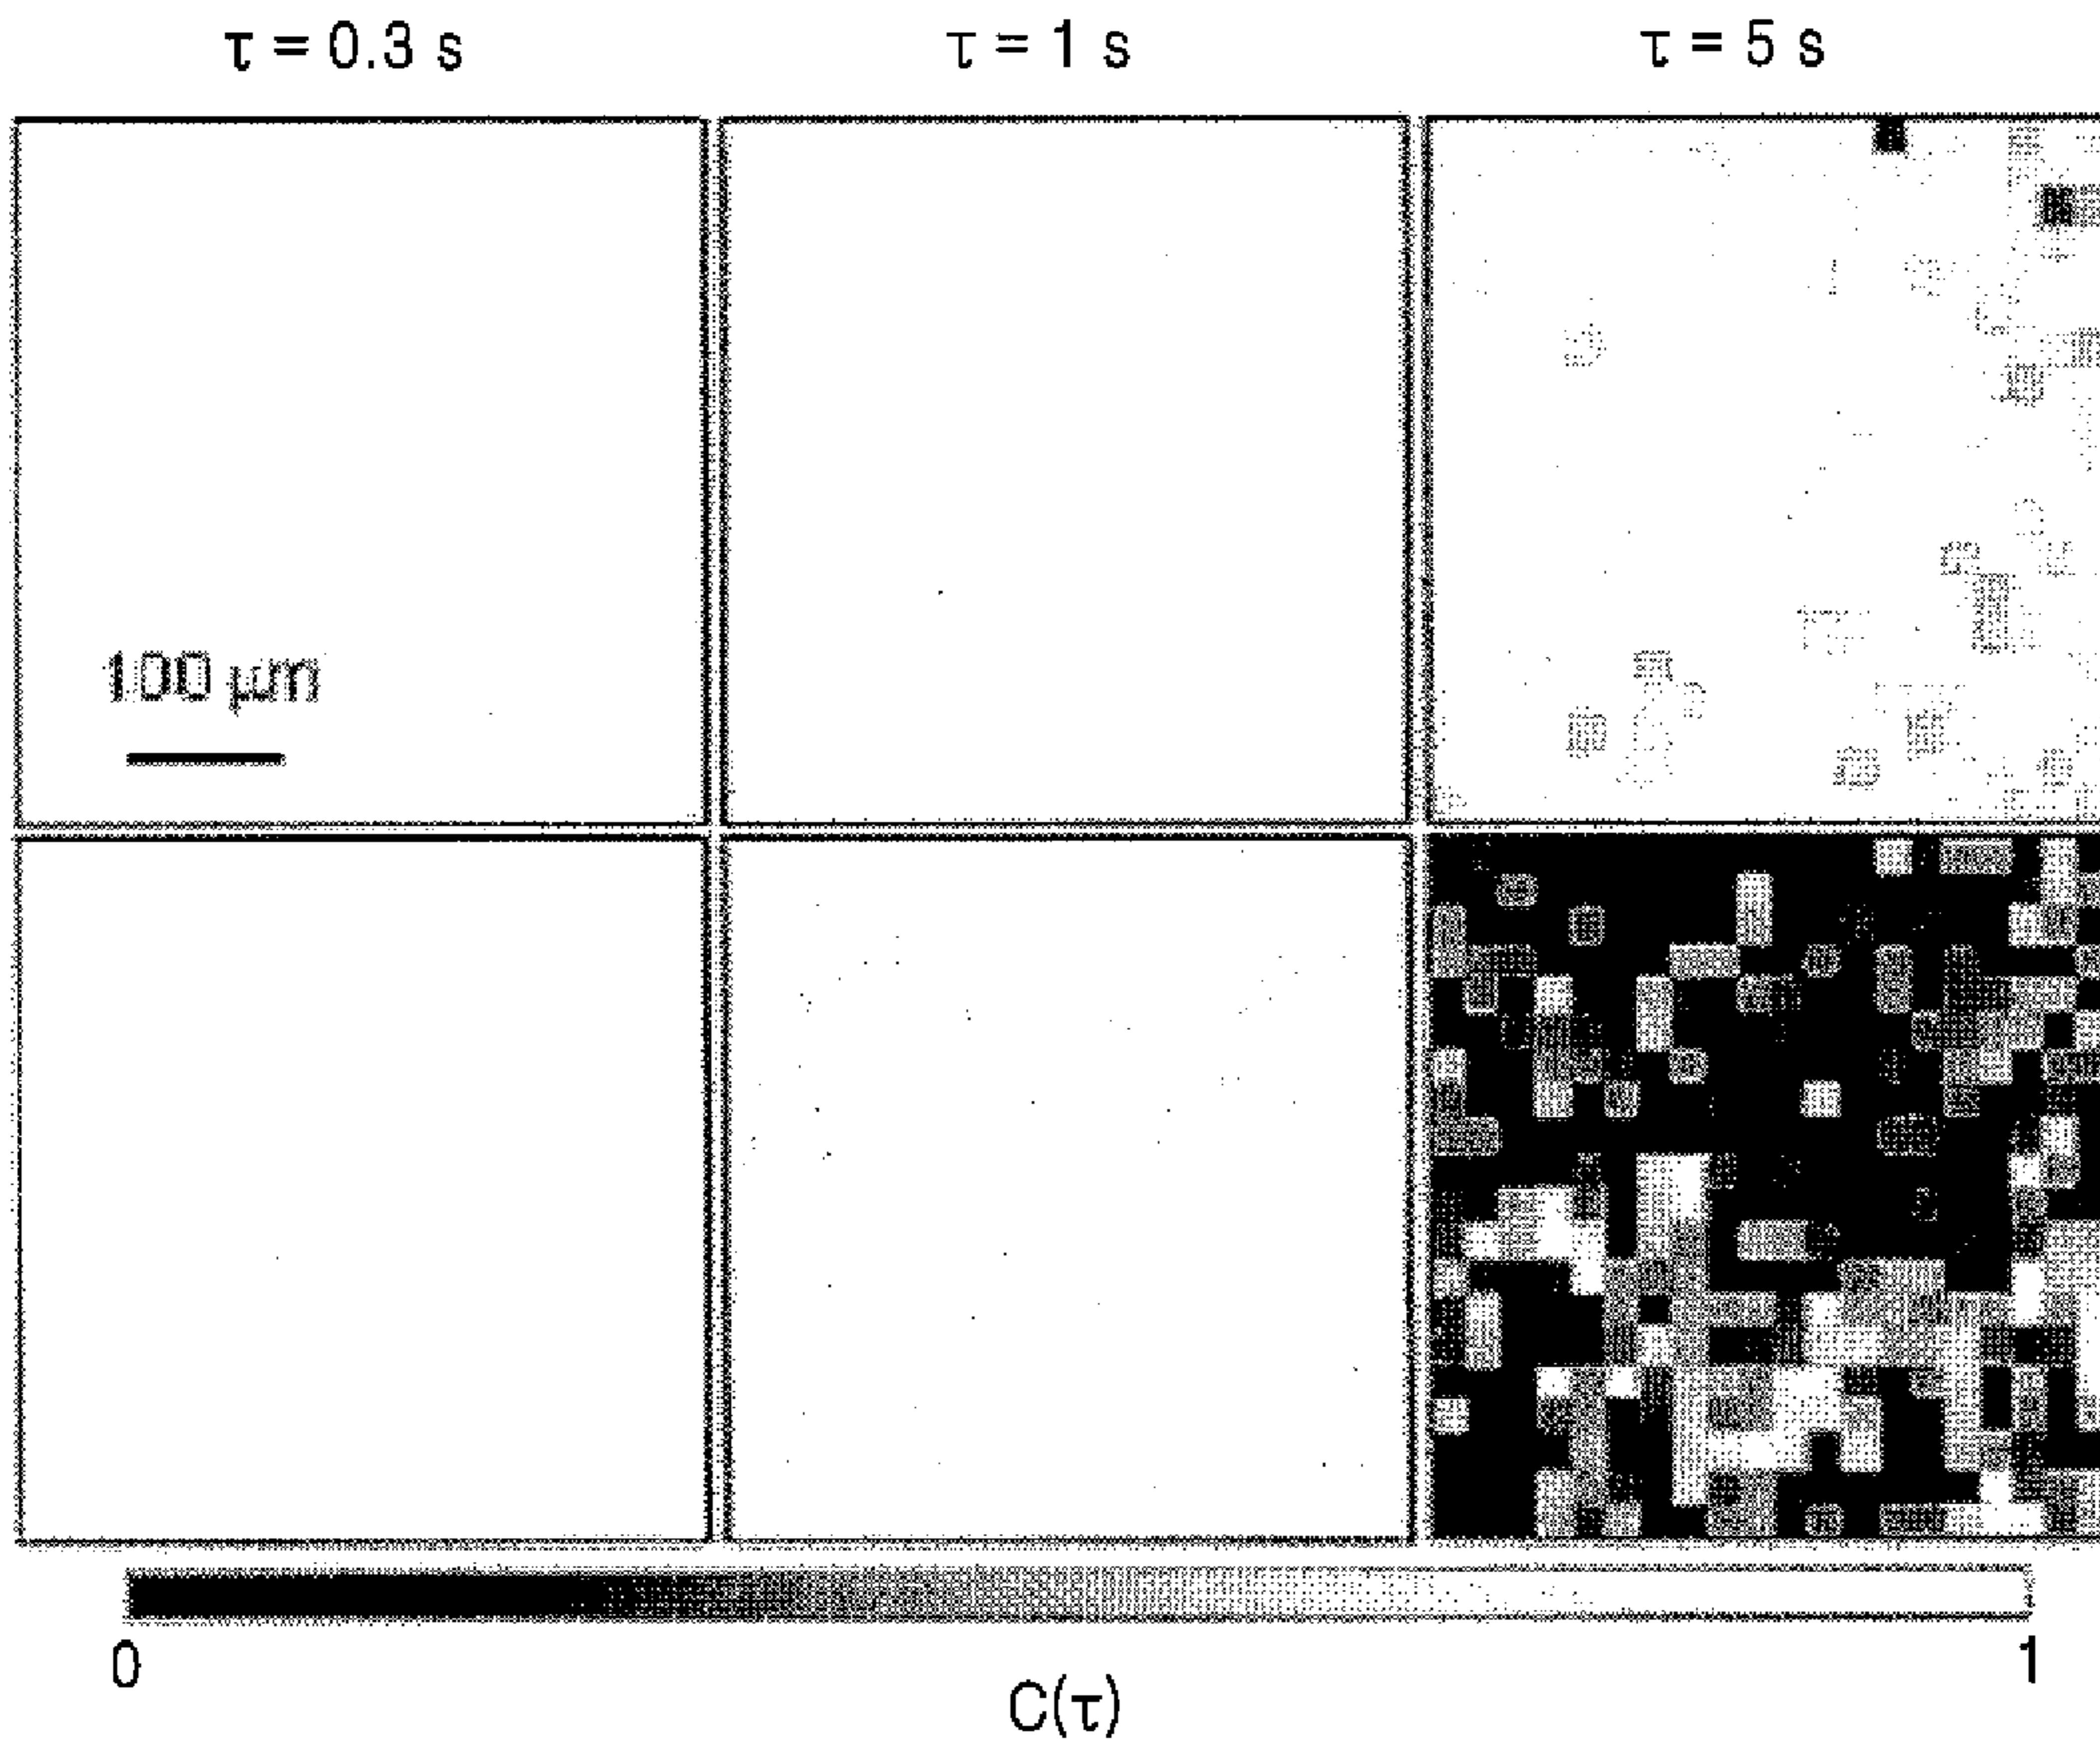 τ = 0.3 s τ = 1 s τ = 5 s
100 μm
0 1
C(τ)